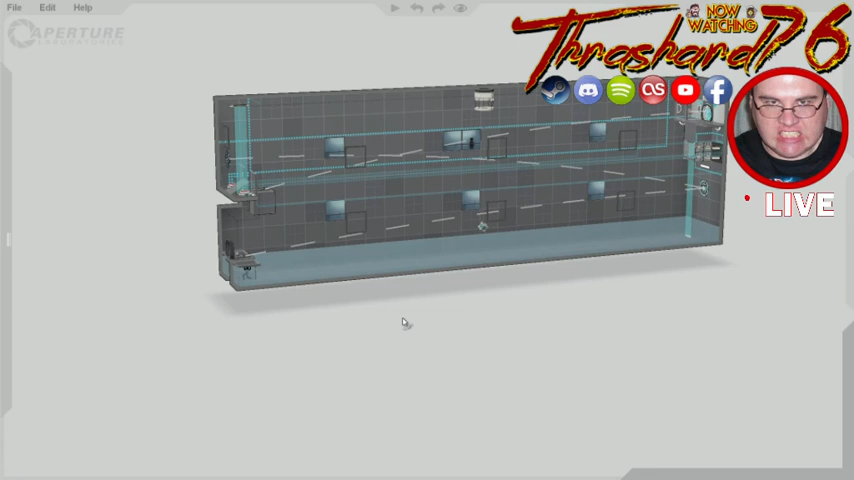 File Edit Help
APERTURE
LABORATORIES
NOW
WATCHING
Thrashard76
LIVE